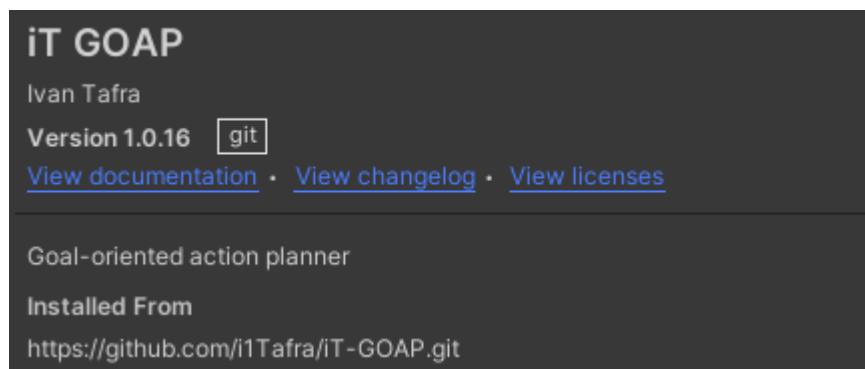 iT GOAP
Ivan Tafra
Version 1.0.16 git
View documentation • View changelog • View licenses
Goal-oriented action planner
Installed From
https://github.com/i1Tafra/iT-GOAP.git